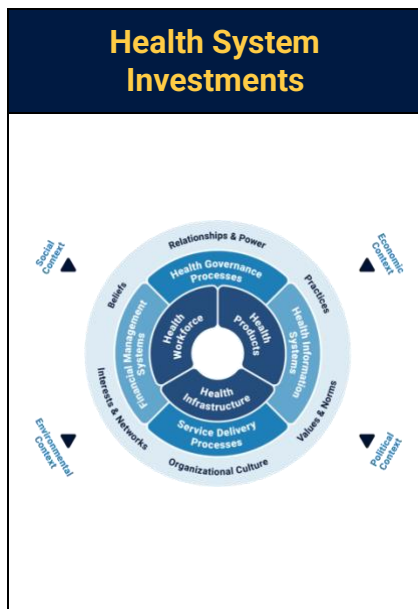 Health System
Investments
Social
Context
Economic
Context
Relationships & Power
Beliefs
Practices
Health Governance
Processes
Financial Management
Systems
Health Information
Systems
Health
Workforce
Health
Products
Health
Infrastructure
Service Delivery
Processes
Interests & Networks
Values & Norms
Organizational Culture
Environmental
Context
Political
Context